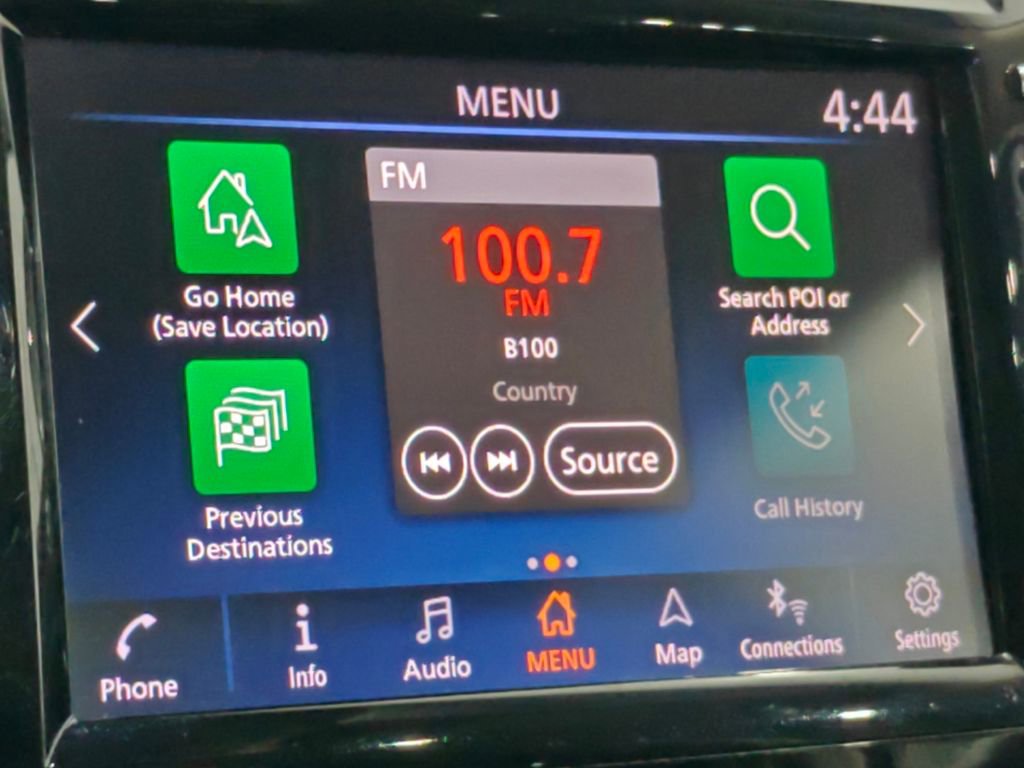 MENU
4:44
FM
100.7
FM
B100
Country
Source
Go Home
(Save Location)
Previous
Destinations
Search POI or
Address
Call History
Phone
Info
Audio
MENU
Map
Connections
Settings